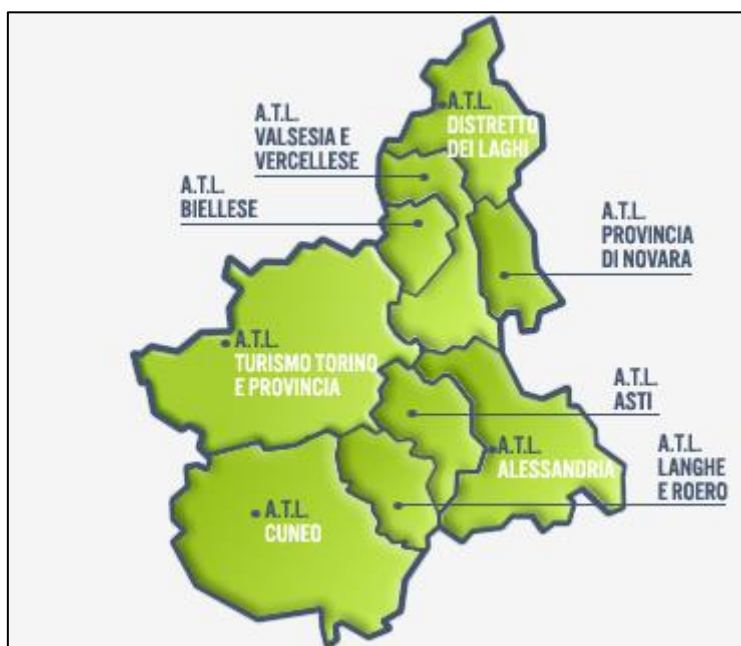 A.T.L.
DISTRETTO
DEI LAGHI
A.T.L.
VALSESIA E
VERCELLESE
A.T.L.
BIELLESE
A.T.L.
PROVINCIA
DI NOVARA
A.T.L.
TURISMO TORINO
E PROVINCIA
A.T.L.
ASTI
A.T.L.
ALESSANDRIA
A.T.L.
LANGHE
E ROERO
A.T.L.
CUNEO